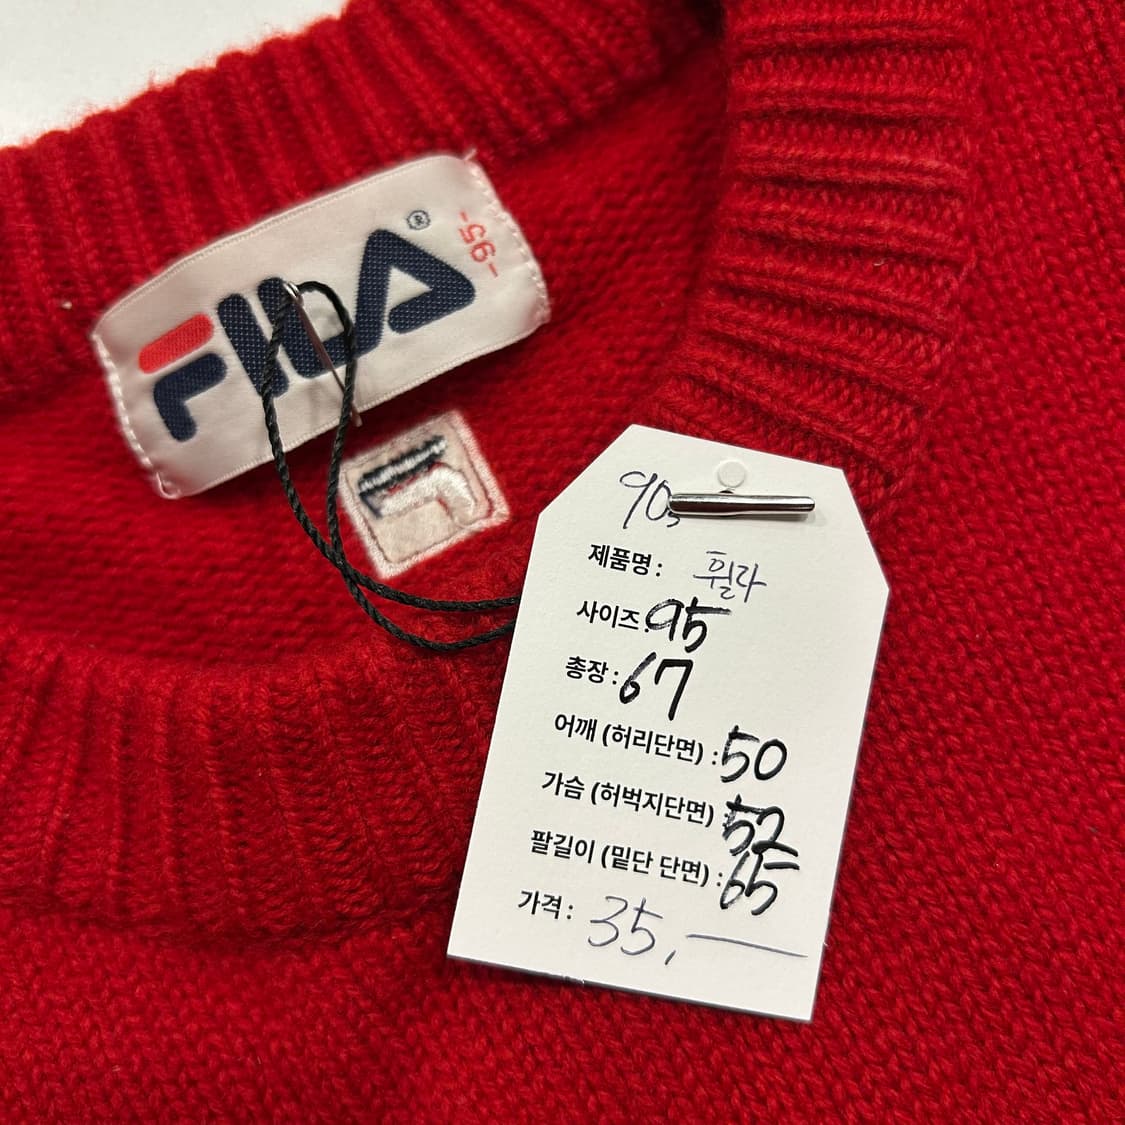 FILA ®
-95-
90s
제품명 : 휠라
사이즈 : 95
총장 : 67
어깨 (허리단면) : 50
가슴 (허벅지단면) : 52
팔길이 (밑단 단면) : 65
가격 : 35,—